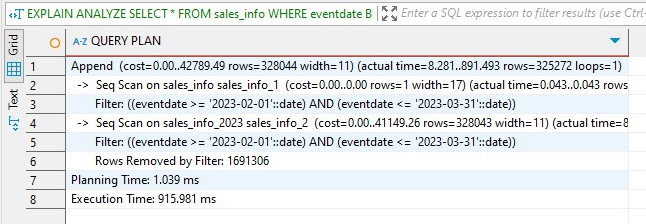 EXPLAIN ANALYZE SELECT * FROM sales_info WHERE eventdate B
Enter a SQL expression to filter results (use Ctrl-
Grid
Text
A-Z QUERY PLAN
1 Append (cost=0.00..42789.49 rows=328044 width=11) (actual time=8.281..891.493 rows=325272 loops=1)
2 -> Seq Scan on sales_info sales_info_1 (cost=0.00..0.00 rows=1 width=17) (actual time=0.043..0.043 rows
3 Filter: ((eventdate >= '2023-02-01'::date) AND (eventdate <= '2023-03-31'::date))
4 -> Seq Scan on sales_info_2023 sales_info_2 (cost=0.00..41149.26 rows=328043 width=11) (actual time=8
5 Filter: ((eventdate >= '2023-02-01'::date) AND (eventdate <= '2023-03-31'::date))
6 Rows Removed by Filter: 1691306
7 Planning Time: 1.039 ms
8 Execution Time: 915.981 ms